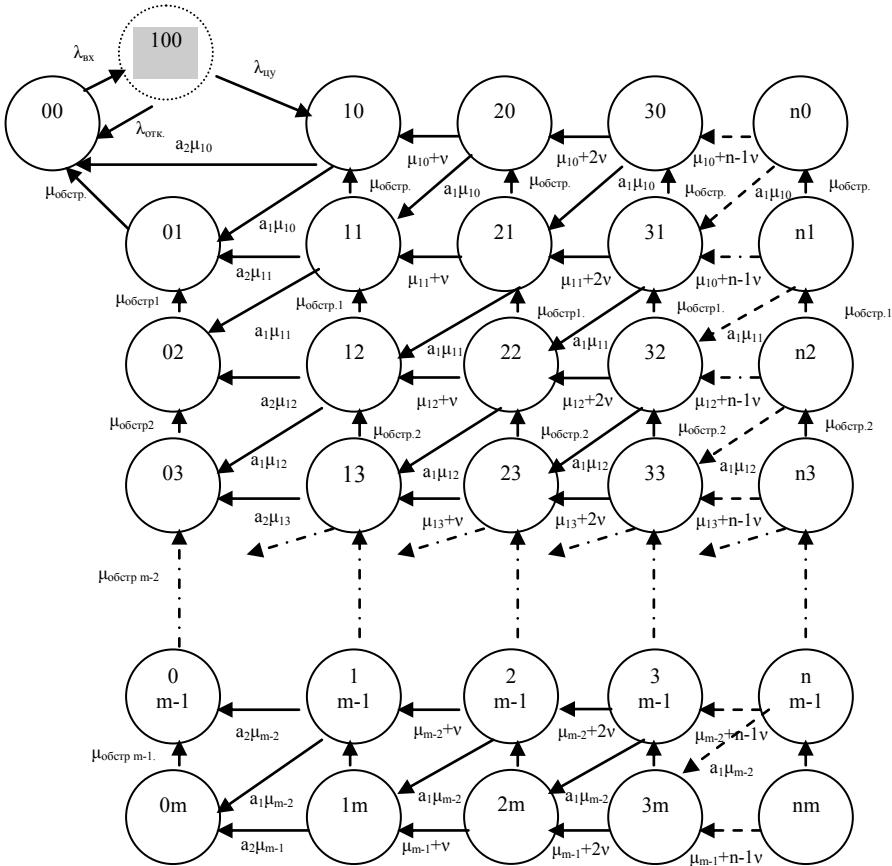 100
λвх
λцу
00
10
20
30
n0
λотк.
a₂μ₁₀
μ₁₀+ν
μ₁₀+2ν
μ₁₀+n-1ν
μобстр.
μобстр.
μобстр.
μобстр.
μобстр.
a₁μ₁₀
a₁μ₁₀
a₁μ₁₀
a₁μ₁₀
01
11
21
31
n1
a₂μ₁₁
μ₁₁+ν
μ₁₁+2ν
μ₁₀+n-1ν
μобстр1
μобстр.1
μобстр1.
μобстр1.
μобстр.1
a₁μ₁₁
a₁μ₁₁
a₁μ₁₁
a₁μ₁₁
02
12
22
32
n2
a₂μ₁₂
μ₁₂+ν
μ₁₂+2ν
μ₁₂+n-1ν
μобстр2
μобстр.2
μобстр.2
μобстр.2
μобстр.2
a₁μ₁₂
a₁μ₁₂
a₁μ₁₂
a₁μ₁₂
03
13
23
33
n3
a₂μ₁₃
μ₁₃+ν
μ₁₃+2ν
μ₁₃+n-1ν
μобстр m-2
0
m-1
1
m-1
2
m-1
3
m-1
n
m-1
a₂μm-2
μm-2+ν
μm-2+2ν
μm-2+n-1ν
μобстр m-1.
a₁μm-2
a₁μm-2
a₁μm-2
a₁μm-2
0m
1m
2m
3m
nm
a₂μm-1
μm-1+ν
μm-1+2ν
μm-1+n-1ν